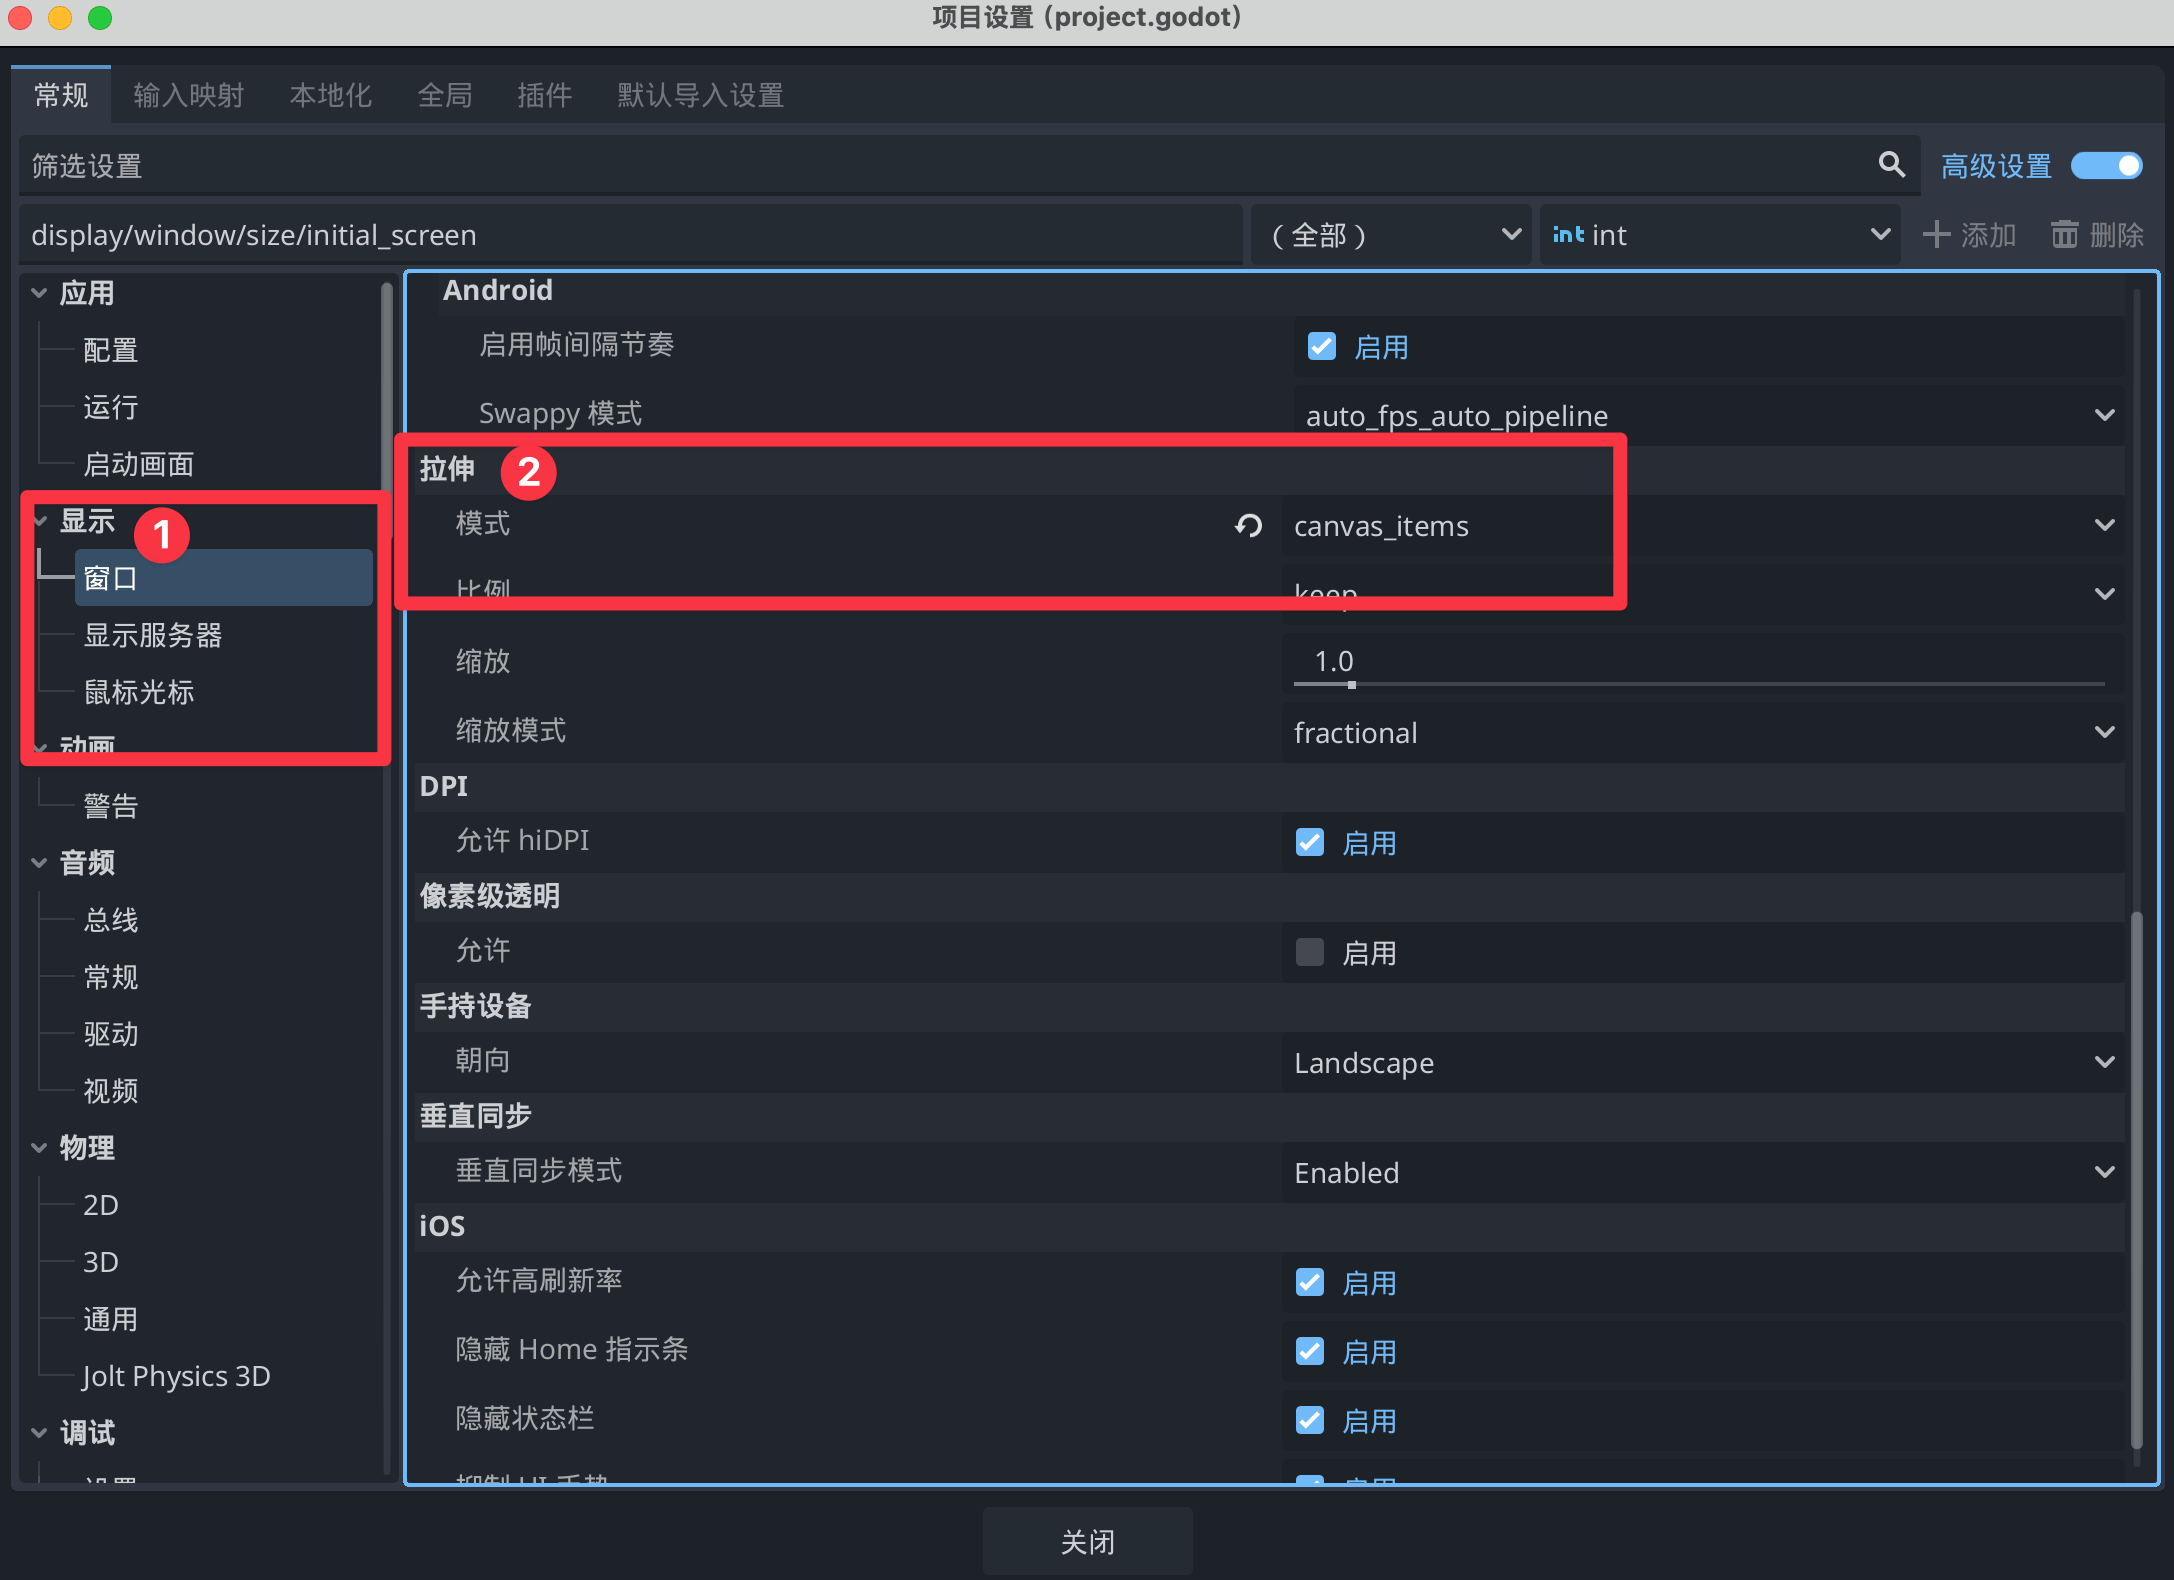 项目设置 (project.godot)
常规 输入映射 本地化 全局 插件 默认导入设置
筛选设置 高级设置
display/window/size/initial_screen （全部） int int 添加 删除
应用
配置
运行
启动画面
显示 1
窗口
显示服务器
鼠标光标
动画
警告
音频
总线
常规
驱动
视频
物理
2D
3D
通用
Jolt Physics 3D
调试
设置
Android
启用帧间隔节奏 启用
Swappy 模式 auto_fps_auto_pipeline
拉伸 2
模式 canvas_items
比例 keep
缩放 1.0
缩放模式 fractional
DPI
允许 hiDPI 启用
像素级透明
允许 启用
手持设备
朝向 Landscape
垂直同步
垂直同步模式 Enabled
iOS
允许高刷新率 启用
隐藏 Home 指示条 启用
隐藏状态栏 启用
抑制 UI 手势 启用
关闭